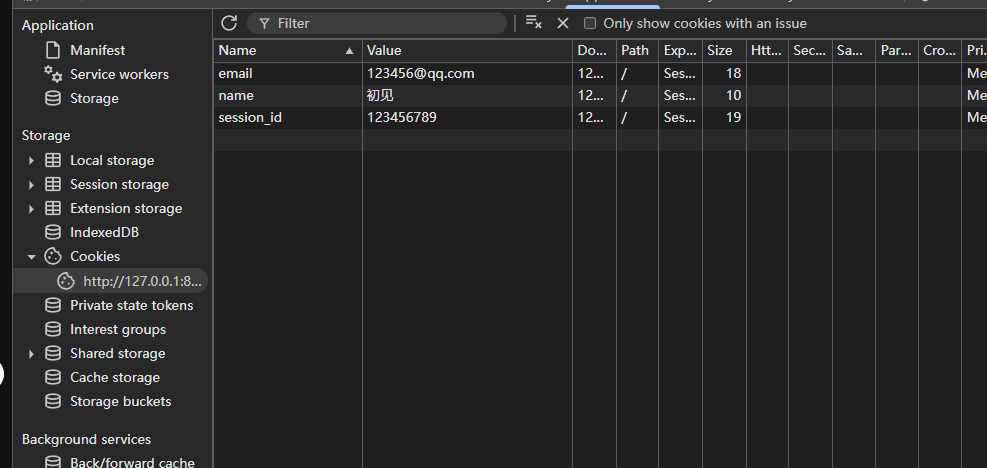 Application
Manifest
Service workers
Storage
Storage
Local storage
Session storage
Extension storage
IndexedDB
Cookies
http://127.0.0.1:8...
Private state tokens
Interest groups
Shared storage
Cache storage
Storage buckets
Background services
Back/forward cache
Filter
Only show cookies with an issue
Name Value Do... Path Exp... Size Htt... Sec... Sa... Par... Cro... Pri...
email 123456@qq.com 12... / Ses... 18 Me
name 初见 12... / Ses... 10 Me
session_id 123456789 12... / Ses... 19 Me